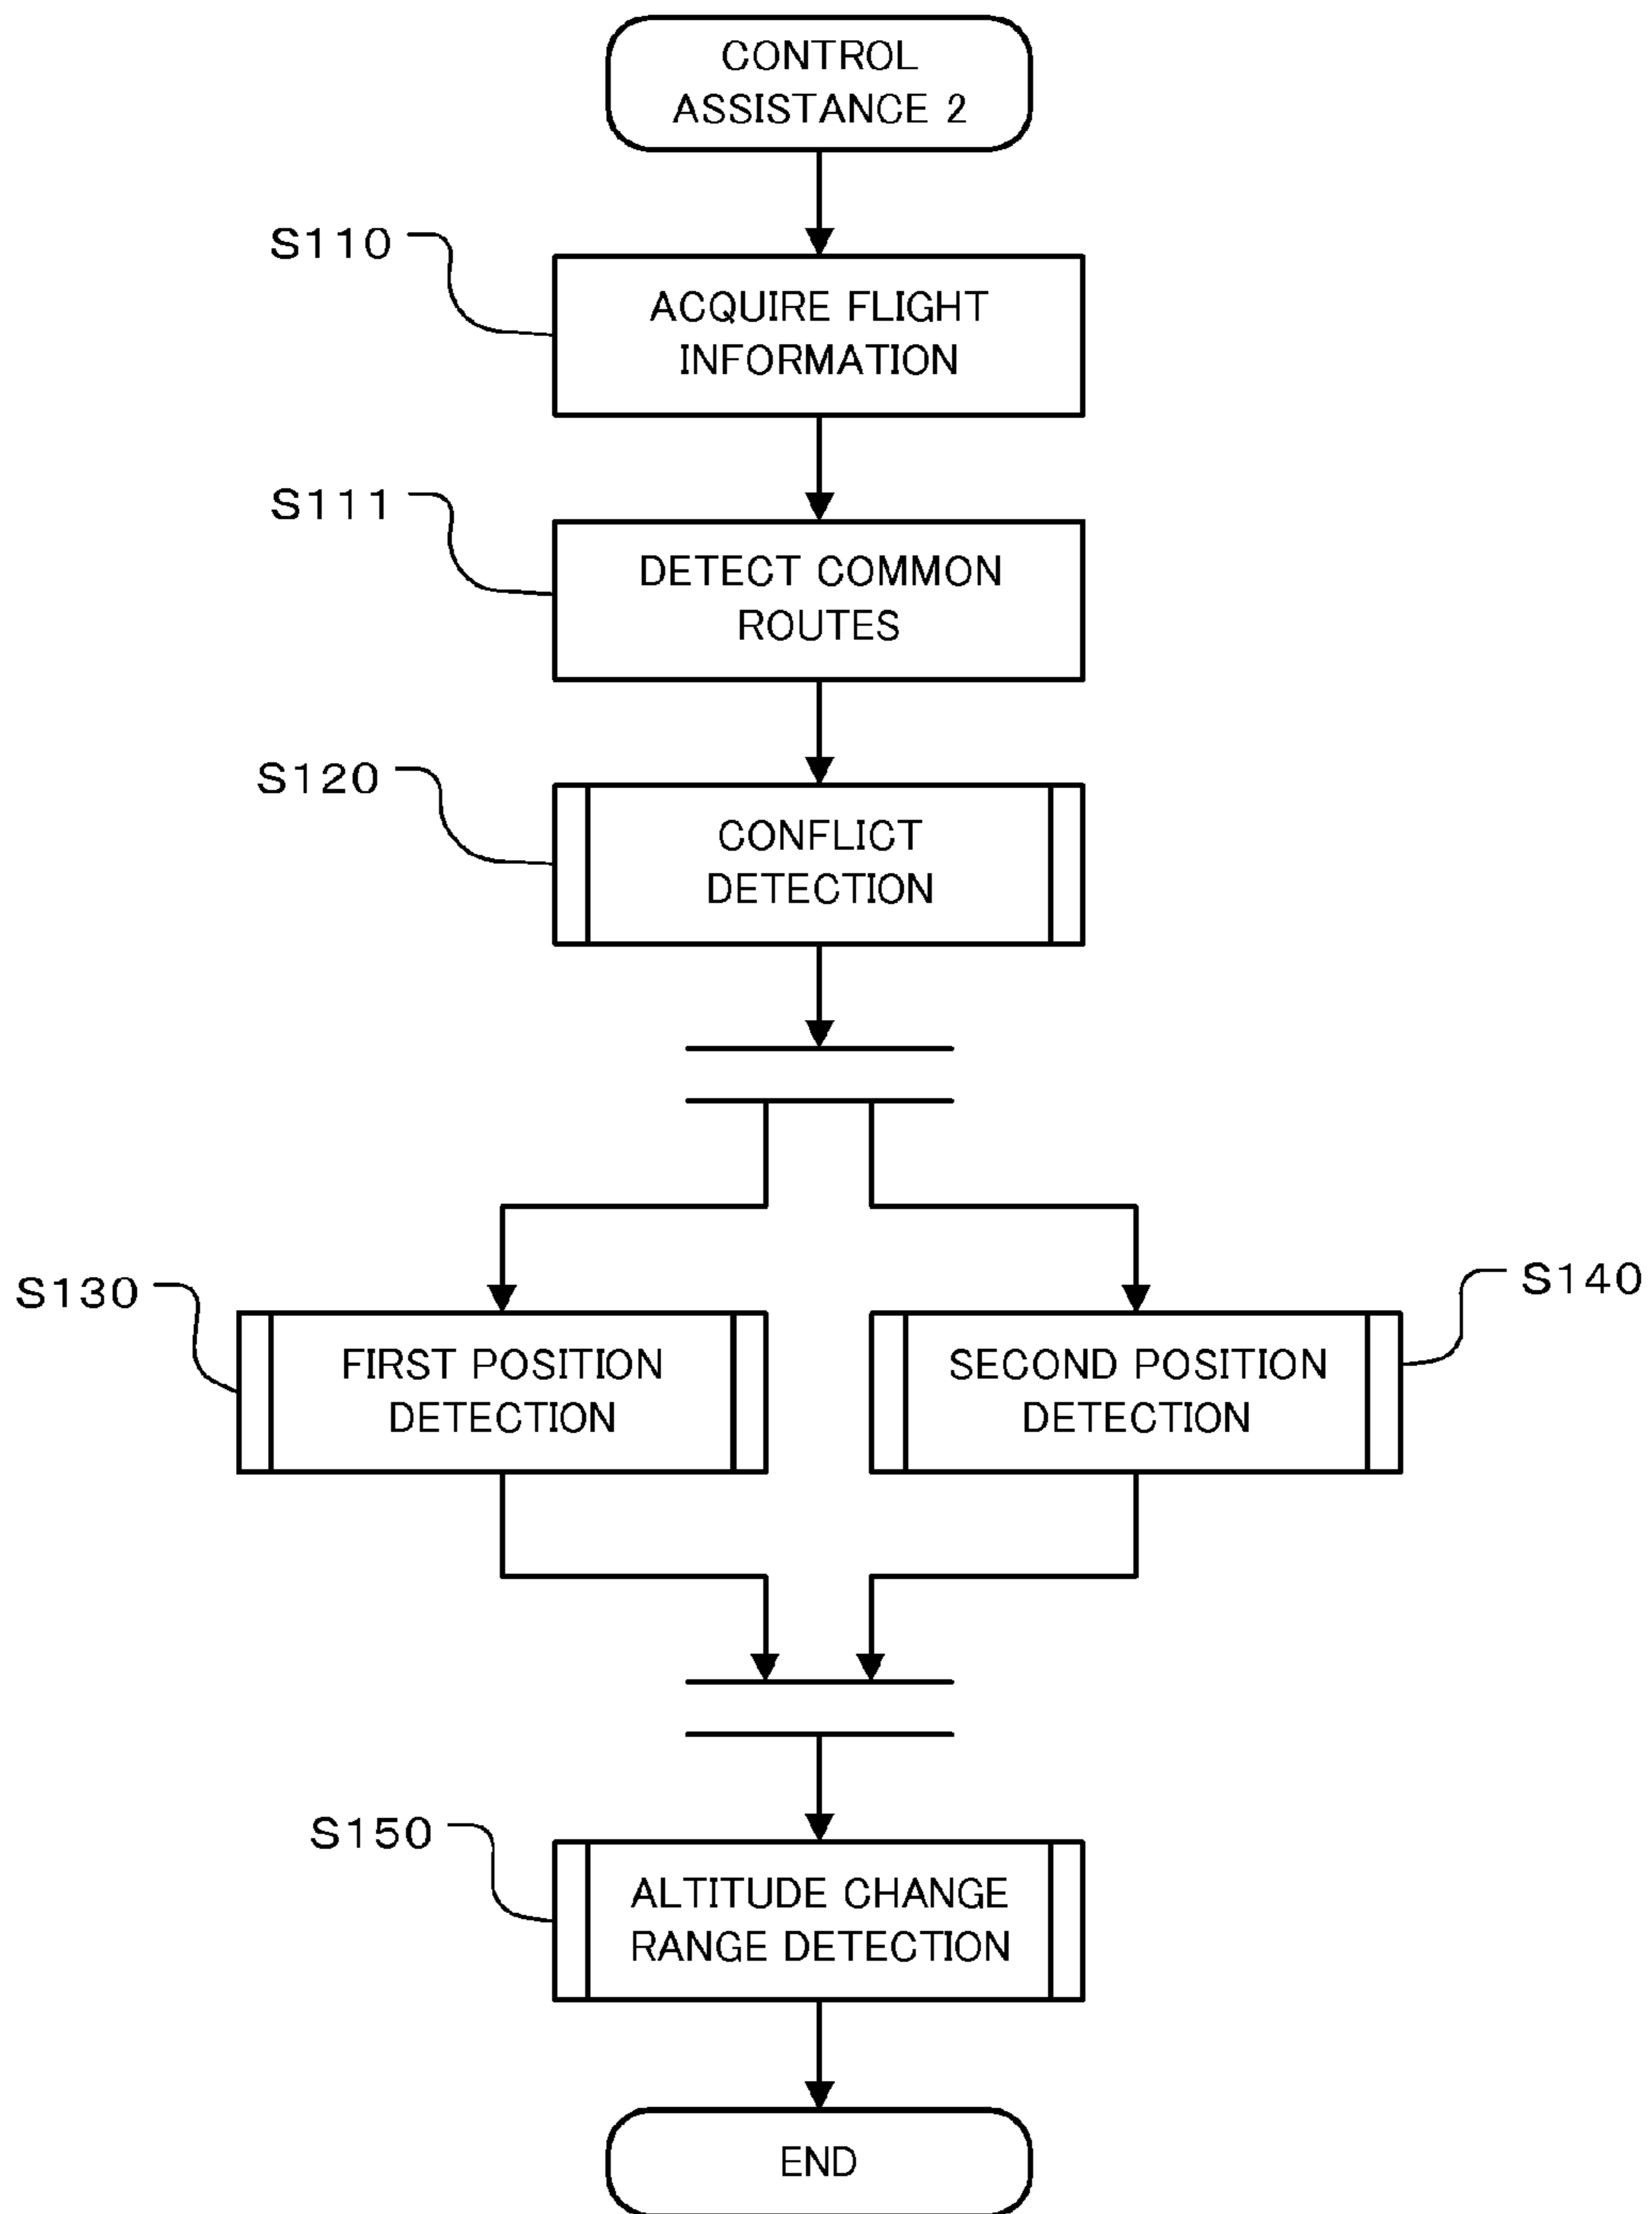 CONTROL
ASSISTANCE 2
S110
ACQUIRE FLIGHT
INFORMATION
S111
DETECT COMMON
ROUTES
S120
CONFLICT
DETECTION
S130
FIRST POSITION
DETECTION
S140
SECOND POSITION
DETECTION
S150
ALTITUDE CHANGE
RANGE DETECTION
END